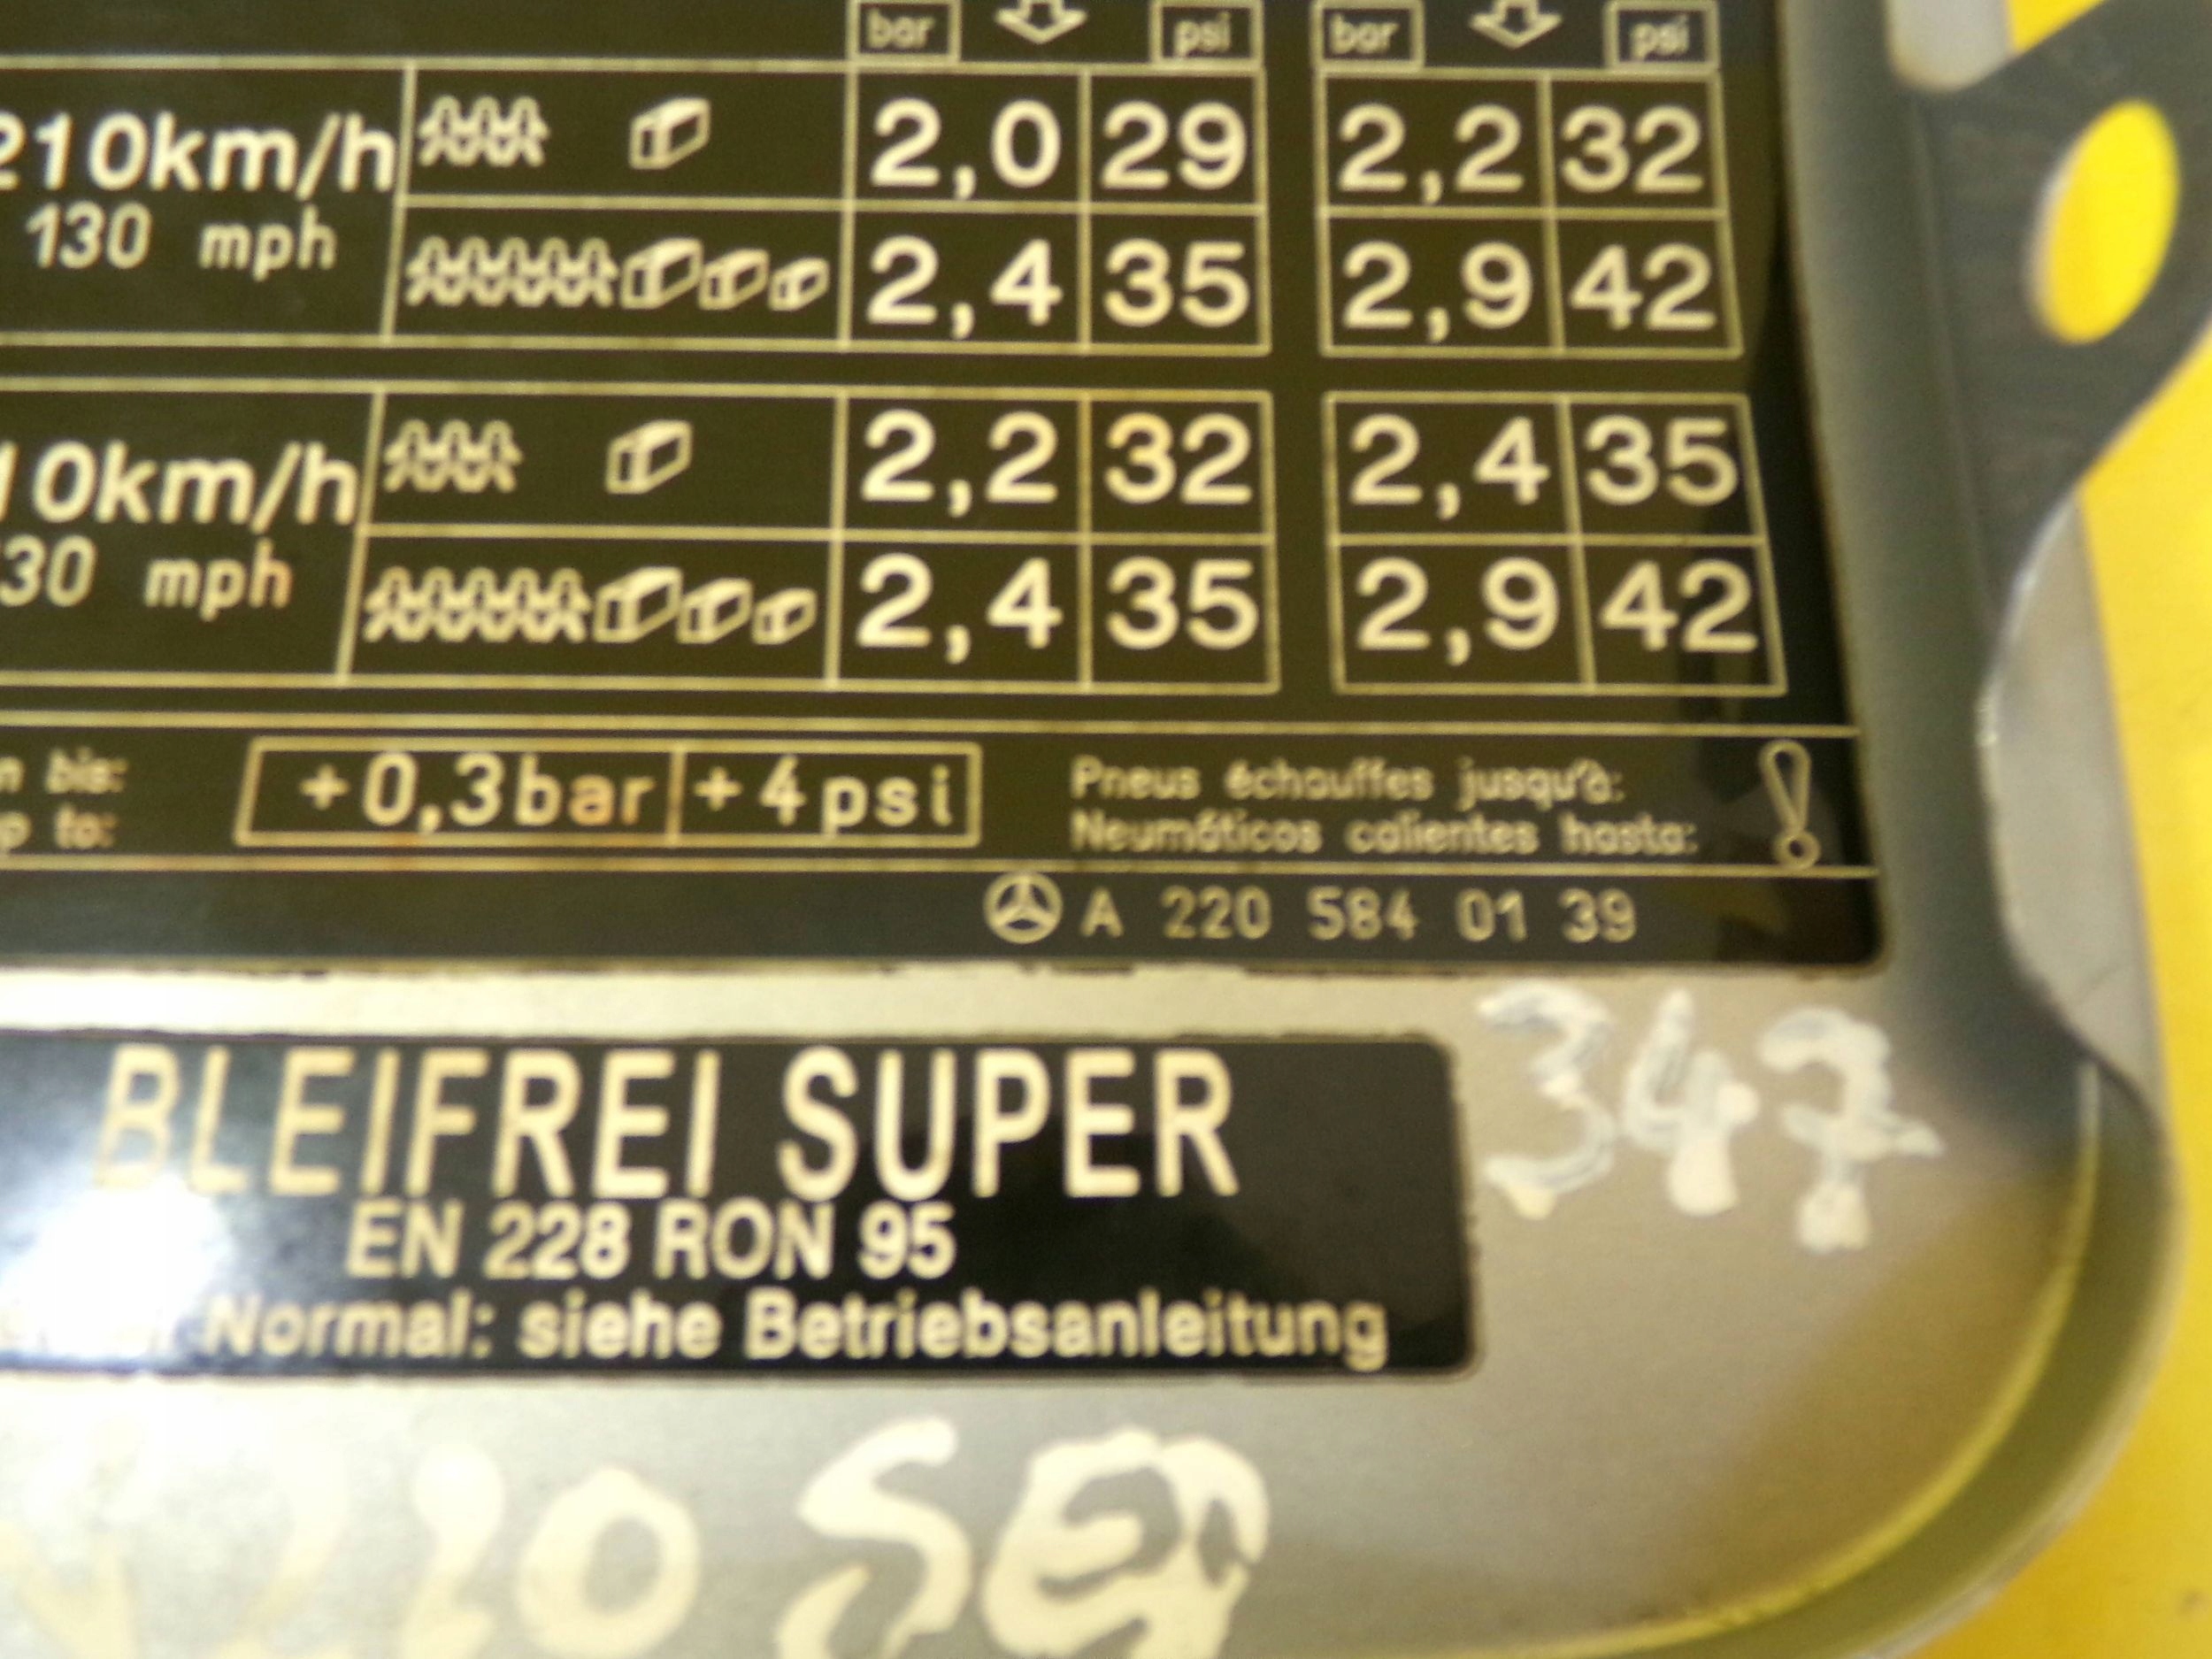 bar psi bar psi
210km/h 2,0 29 2,2 32
130 mph
2,4 35 2,9 42
10km/h 2,2 32 2,4 35
30 mph
2,4 35 2,9 42
bis: +0,3bar +4psi Pneus échauffes jusqu'à:
to: Neumáticos calientes hasta:
A 220 584 01 39
347
BLEIFREI SUPER
EN 228 RON 95
Normal: siehe Betriebsanleitung
220